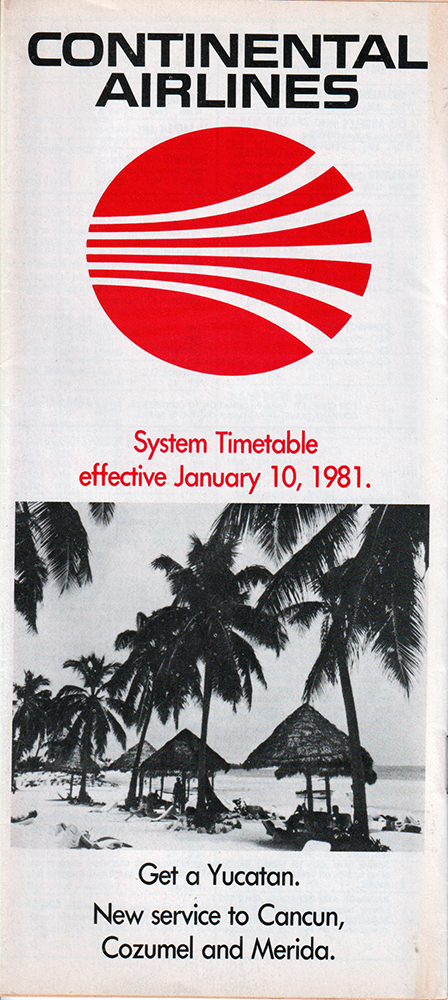 CONTINENTAL
AIRLINES
System Timetable
effective January 10, 1981.
Get a Yucatan.
New service to Cancun,
Cozumel and Merida.